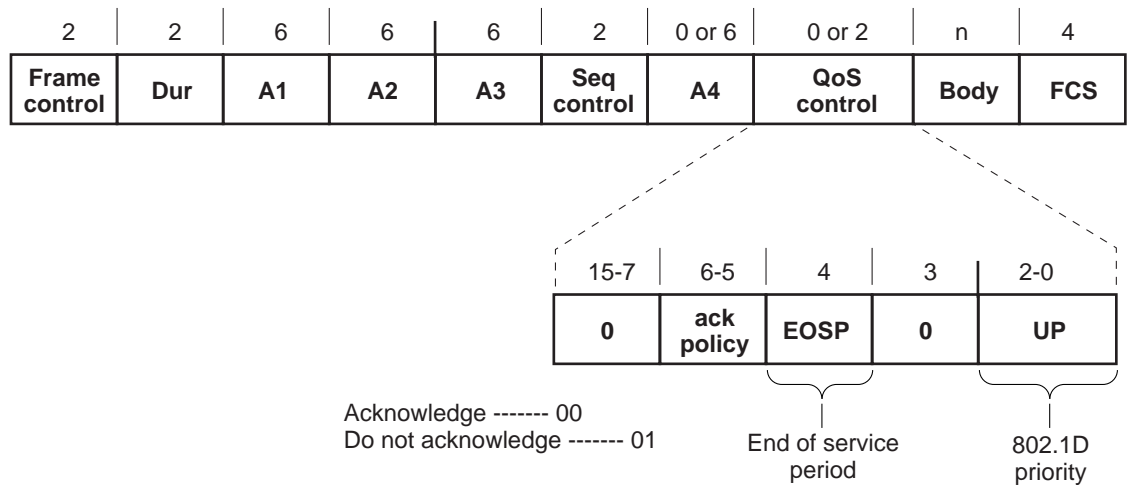 2 2 6 6 6 2 0 or 6 0 or 2 n 4
Frame control Dur A1 A2 A3 Seq control A4 QoS control Body FCS
15-7 6-5 4 3 2-0
0 ack policy EOSP 0 UP
Acknowledge ------- 00
Do not acknowledge ------- 01
End of service
period
802.1D
priority